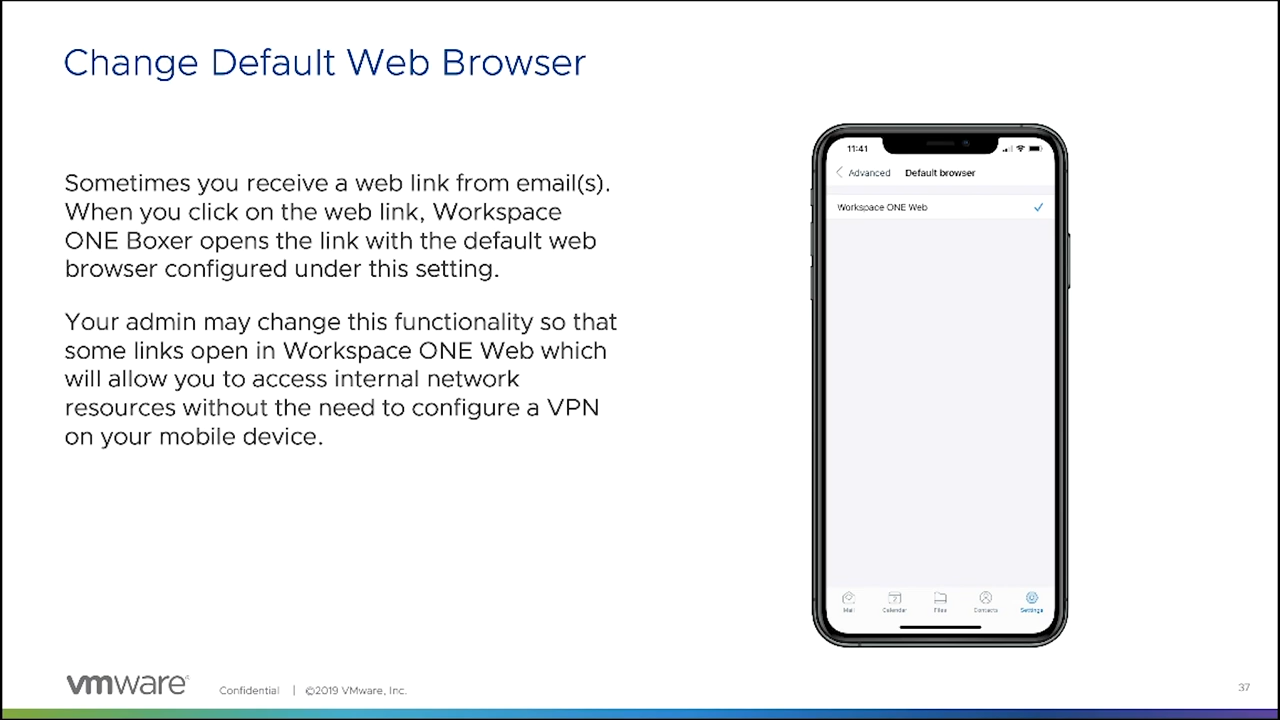 Change Default Web Browser
Sometimes you receive a web link from email(s).
When you click on the web link, Workspace
ONE Boxer opens the link with the default web
browser configured under this setting.
Your admin may change this functionality so that
some links open in Workspace ONE Web which
will allow you to access internal network
resources without the need to configure a VPN
on your mobile device.
11:41
Advanced Default browser
Workspace ONE Web
Mail Calendar Files Contacts Settings
vmware
Confidential | ©2019 VMware, Inc.
37